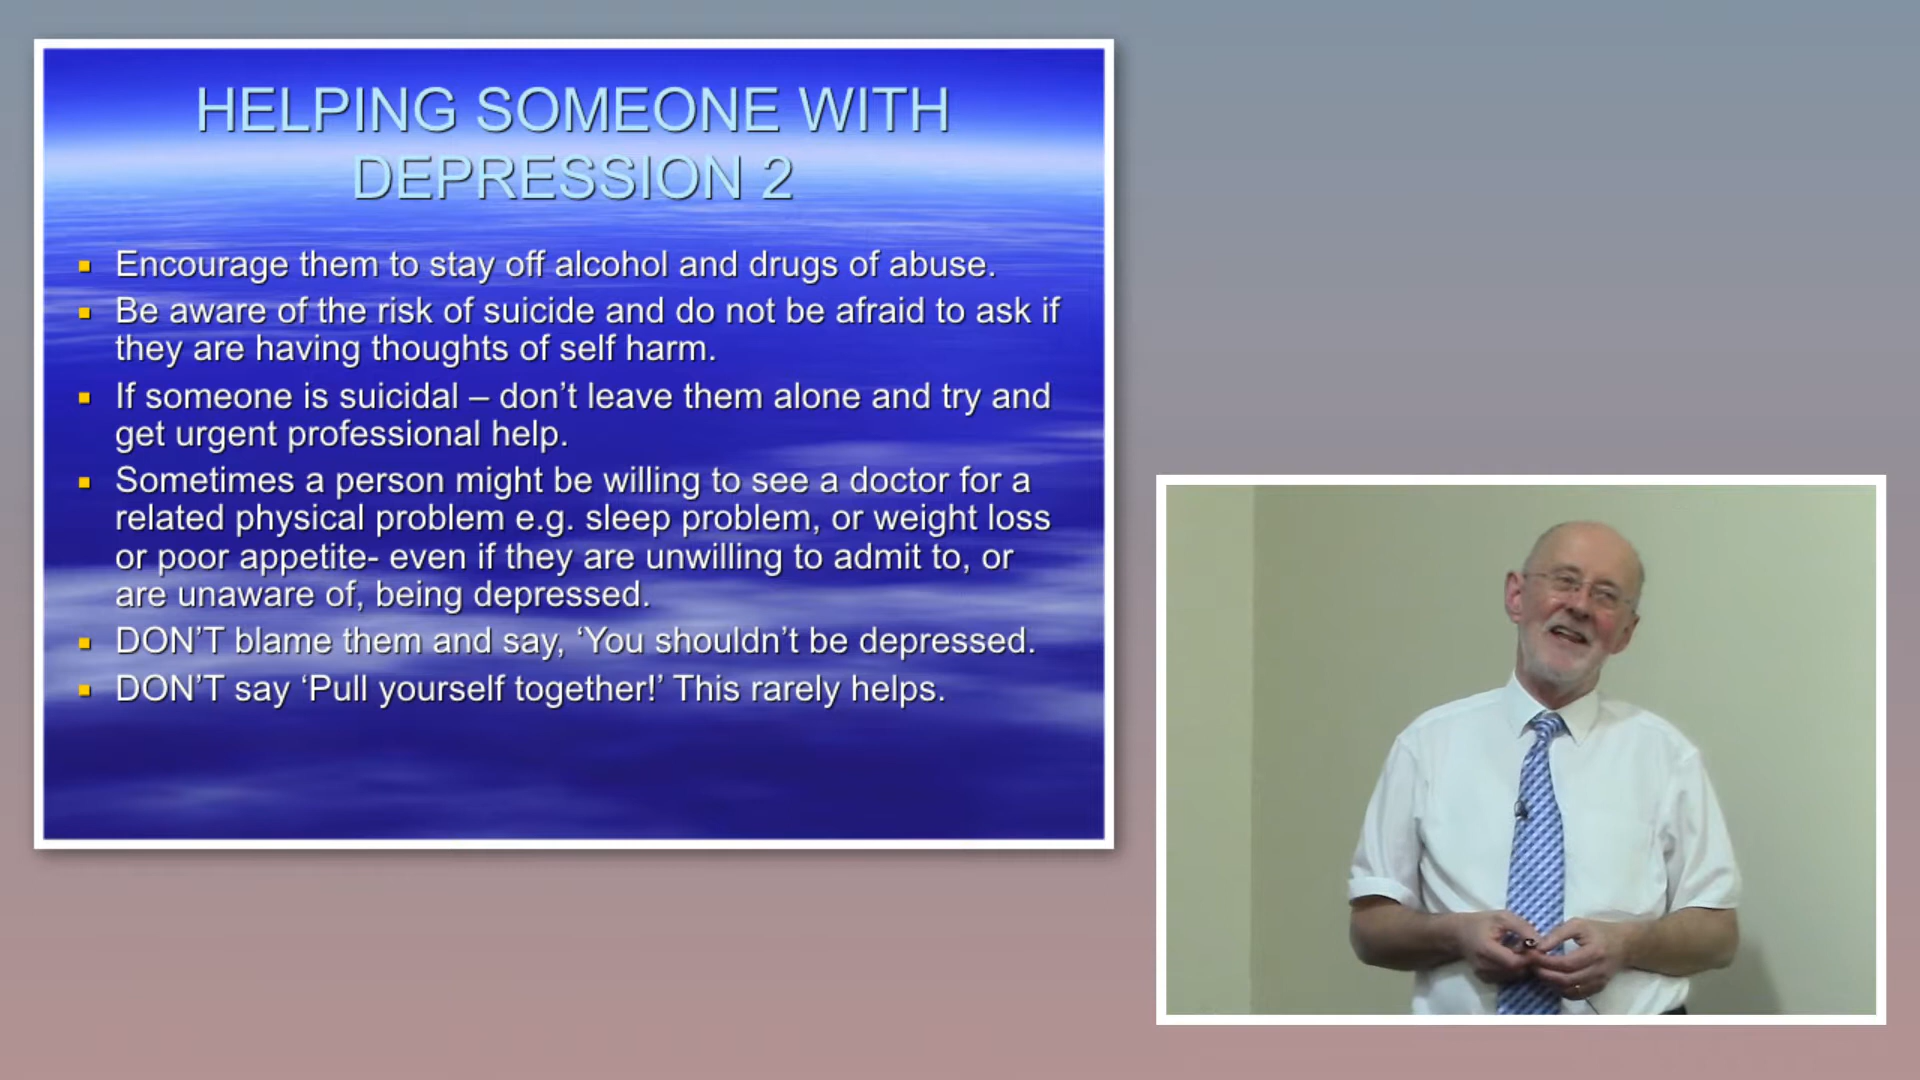 HELPING SOMEONE WITH
DEPRESSION 2
Encourage them to stay off alcohol and drugs of abuse.
Be aware of the risk of suicide and do not be afraid to ask if
they are having thoughts of self harm.
If someone is suicidal – don’t leave them alone and try and
get urgent professional help.
Sometimes a person might be willing to see a doctor for a
related physical problem e.g. sleep problem, or weight loss
or poor appetite- even if they are unwilling to admit to, or
are unaware of, being depressed.
DON’T blame them and say, ‘You shouldn’t be depressed.
DON’T say ‘Pull yourself together!’ This rarely helps.